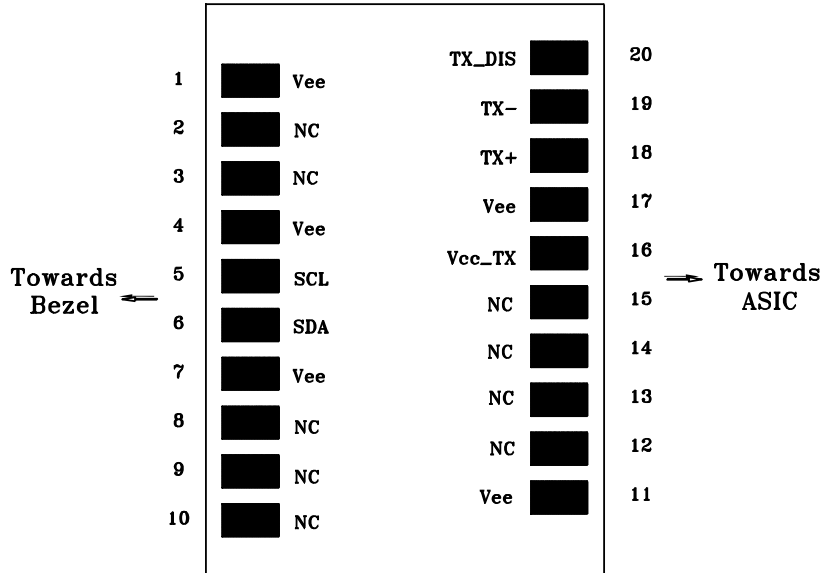 1 Vee
2 NC
3 NC
4 Vee
5 SCL
6 SDA
7 Vee
8 NC
9 NC
10 NC
Towards
Bezel
TX_DIS 20
TX- 19
TX+ 18
Vee 17
Vcc_TX 16
NC 15
NC 14
NC 13
NC 12
Vee 11
Towards
ASIC